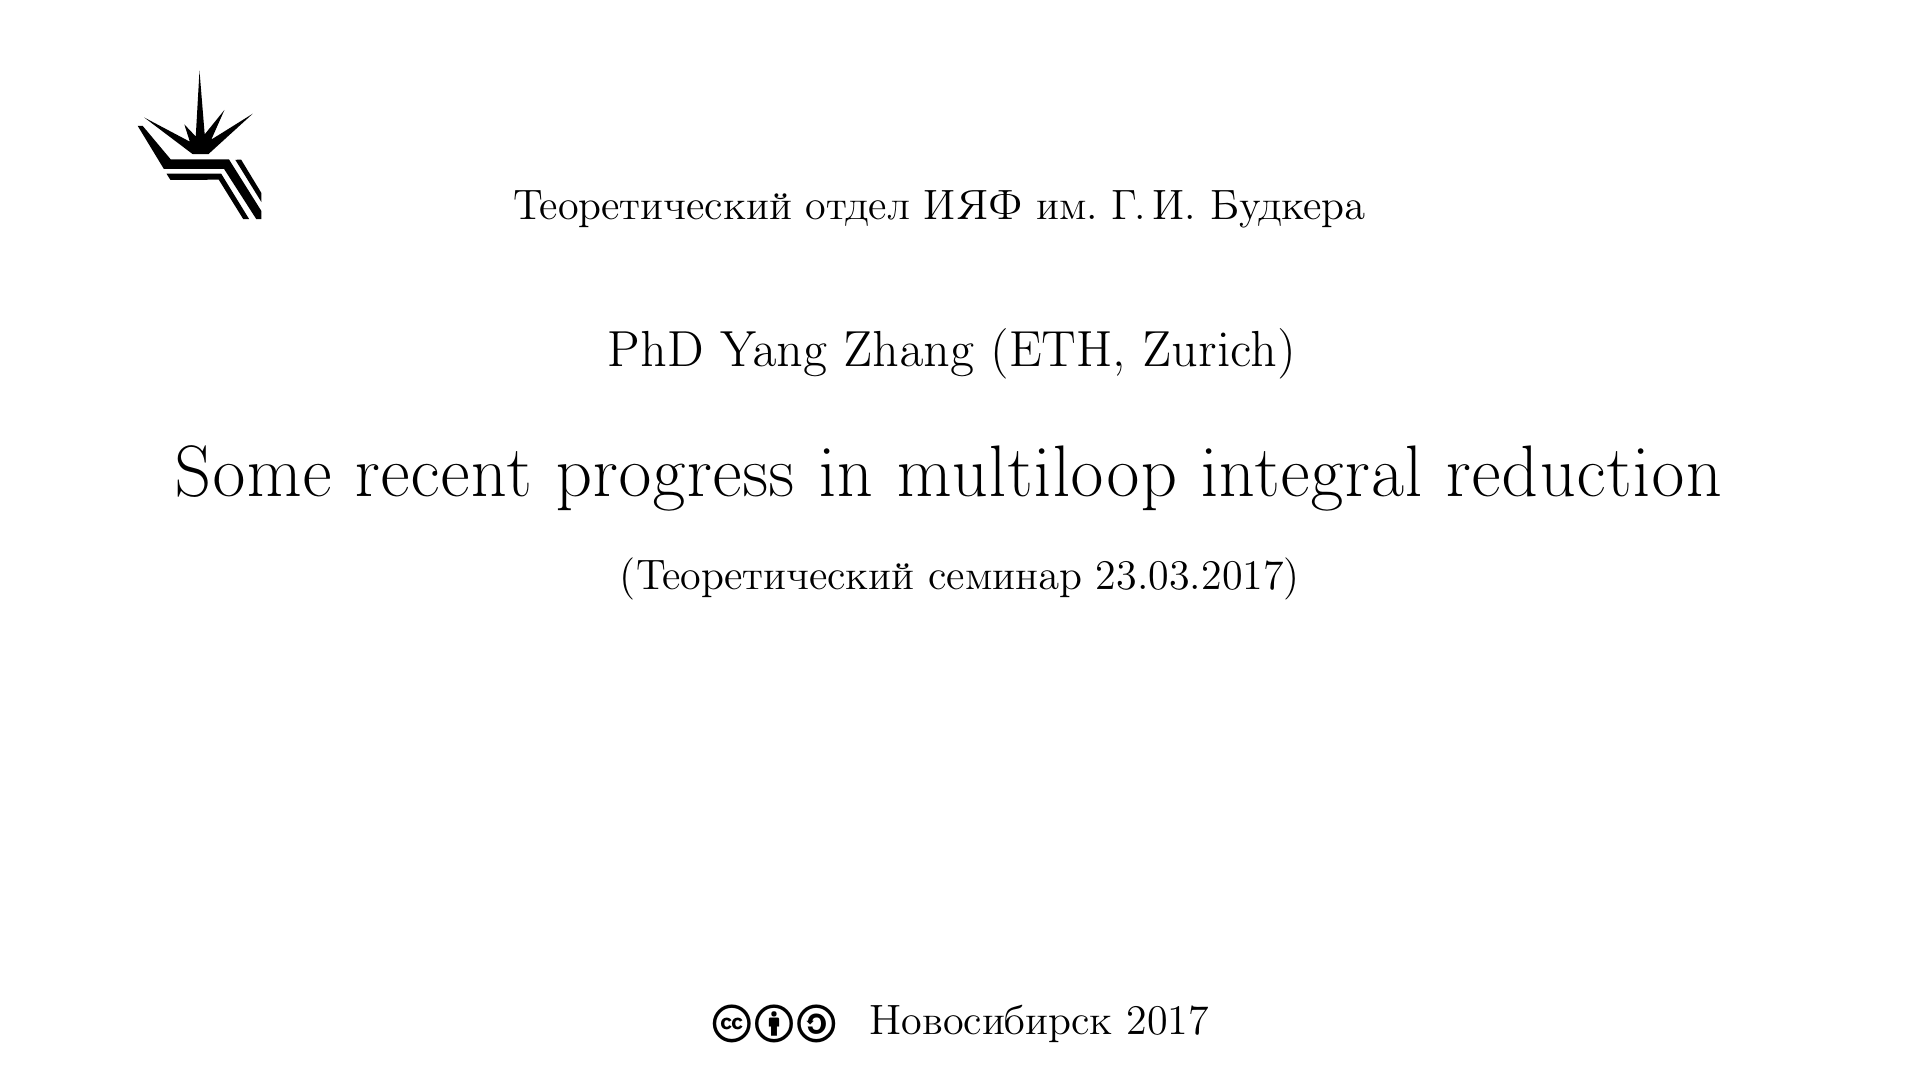 Теоретический отдел ИЯФ им. Г. И. Будкера
PhD Yang Zhang (ETH, Zurich)
Some recent progress in multiloop integral reduction
(Теоретический семинар 23.03.2017)
cc Новосибирск 2017